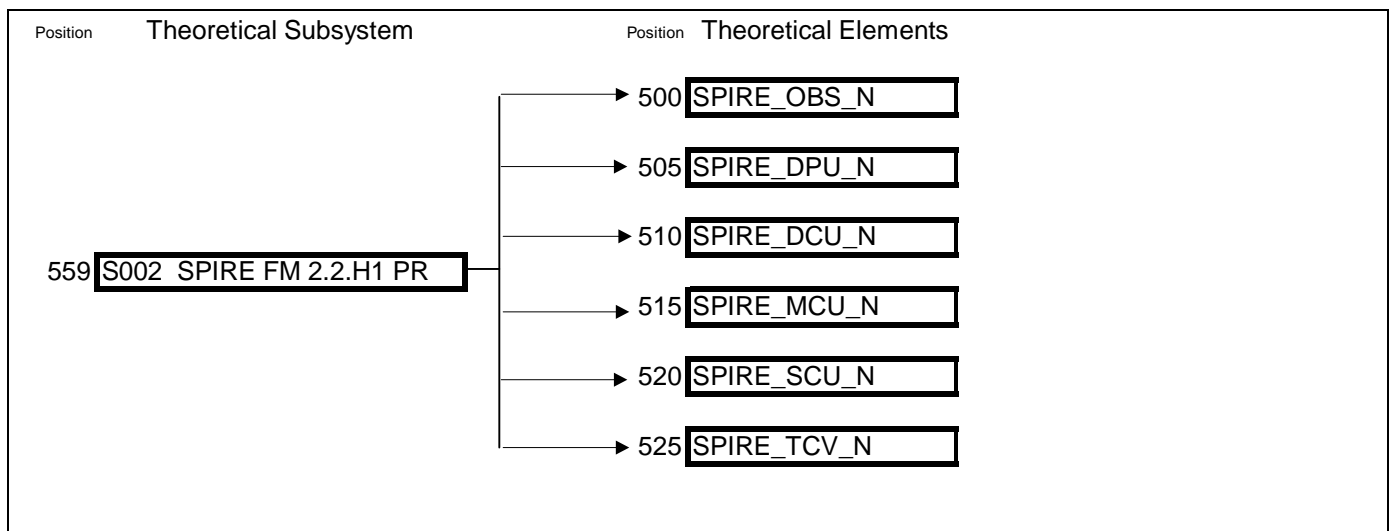 Position Theoretical Subsystem Position Theoretical Elements
500 SPIRE_OBS_N
505 SPIRE_DPU_N
510 SPIRE_DCU_N
559 S002 SPIRE FM 2.2.H1 PR
515 SPIRE_MCU_N
520 SPIRE_SCU_N
525 SPIRE_TCV_N